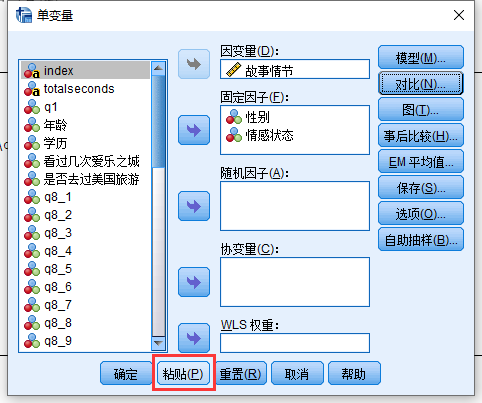 单变量
index
totalseconds
q1
年龄
学历
看过几次爱乐之城
是否去过美国旅游
q8_1
q8_2
q8_3
q8_4
q8_5
q8_6
q8_7
q8_8
q8_9
因变量(D):
故事情节
固定因子(F):
性别
情感状态
随机因子(A):
协变量(C):
WLS 权重:
模型(M)...
对比(N)...
图(T)...
事后比较(H)...
EM 平均值...
保存(S)...
选项(O)...
自助抽样(B)...
确定
粘贴(P)
重置(R)
取消
帮助